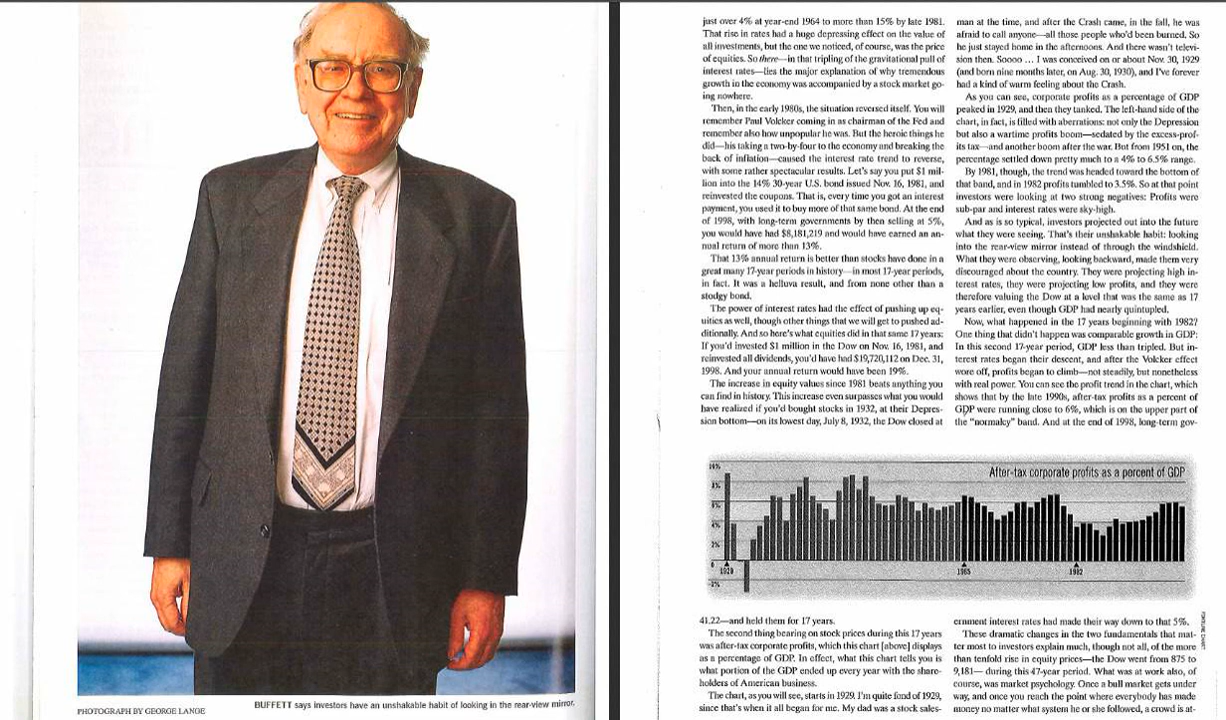 PHOTOGRAPH BY GEORGE LANGE
BUFFETT says investors have an unshakable habit of looking in the rear-view mirror.
just over 4% at year-end 1964 to more than 15% by late 1981.
That rise in rates had a huge depressing effect on the value of
all investments, but the one we noticed, of course, was the price
of equities. So there—in that tripling of the gravitational pull of
interest rates—lies the major explanation of why tremendous
growth in the economy was accompanied by a stock market go-
ing nowhere.
Then, in the early 1980s, the situation reversed itself. You will
remember Paul Volcker coming in as chairman of the Fed and
remember also how unpopular he was. But the heroic things he
did—his taking a two-by-four to the economy and breaking the
back of inflation—caused the interest rate trend to reverse,
with some rather spectacular results. Let's say you put $1 mil-
lion into the 14% 30-year U.S. bond issued Nov. 16, 1981, and
reinvested the coupons. That is, every time you got an interest
payment, you used it to buy more of that same bond. At the end
of 1998, with long-term governments by then selling at 5%,
you would have had $8,181,219 and would have earned an an-
nual return of more than 13%.
That 13% annual return is better than stocks have done in a
great many 17-year periods in history—in most 17-year periods,
in fact. It was a helluva result, and from none other than a
stodgy bond.
The power of interest rates had the effect of pushing up eq-
uities as well, though other things that we will get to pushed ad-
ditionally. And so here's what equities did in that same 17 years:
If you'd invested $1 million in the Dow on Nov. 16, 1981, and
reinvested all dividends, you'd have had $19,720,112 on Dec. 31,
1998. And your annual return would have been 19%.
The increase in equity values since 1981 beats anything you
can find in history. This increase even surpasses what you would
have realized if you'd bought stocks in 1932, at their Depres-
sion bottom—on its lowest day, July 8, 1932, the Dow closed at
man at the time, and after the Crash came, in the fall, he was
afraid to call anyone—all those people who'd been burned. So
he just stayed home in the afternoons. And there wasn't televi-
sion then. Soooo ... I was conceived on or about Nov. 30, 1929
(and born nine months later, on Aug. 30, 1930), and I've forever
had a kind of warm feeling about the Crash.
As you can see, corporate profits as a percentage of GDP
peaked in 1929, and then they tanked. The left-hand side of the
chart, in fact, is filled with aberrations: not only the Depression
but also a wartime profits boom—sedated by the excess-prof-
its tax—and another boom after the war. But from 1951 on, the
percentage settled down pretty much to a 4% to 6.5% range.
By 1981, though, the trend was headed toward the bottom of
that band, and in 1982 profits tumbled to 3.5%. So at that point
investors were looking at two strong negatives: Profits were
sub-par and interest rates were sky-high.
And as is so typical, investors projected out into the future
what they were seeing. That's their unshakable habit: looking
into the rear-view mirror instead of through the windshield.
What they were observing, looking backward, made them very
discouraged about the country. They were projecting high in-
terest rates, they were projecting low profits, and they were
therefore valuing the Dow at a level that was the same as 17
years earlier, even though GDP had nearly quintupled.
Now, what happened in the 17 years beginning with 1982?
One thing that didn't happen was comparable growth in GDP:
In this second 17-year period, GDP less than tripled. But in-
terest rates began their descent, and after the Volcker effect
wore off, profits began to climb—not steadily, but nonetheless
with real power. You can see the profit trend in the chart, which
shows that by the late 1990s, after-tax profits as a percent of
GDP were running close to 6%, which is on the upper part of
the "normalcy" band. And at the end of 1998, long-term gov-
After-tax corporate profits as a percent of GDP
10%
8%
6%
4%
2%
0
-2%
1929
1965
1982
FORTUNE CHART
41.22—and held them for 17 years.
The second thing bearing on stock prices during this 17 years
was after-tax corporate profits, which this chart [above] displays
as a percentage of GDP. In effect, what this chart tells you is
what portion of the GDP ended up every year with the share-
holders of American business.
The chart, as you will see, starts in 1929. I'm quite fond of 1929,
since that's when it all began for me. My dad was a stock sales-
ernment interest rates had made their way down to that 5%.
These dramatic changes in the two fundamentals that mat-
ter most to investors explain much, though not all, of the more
than tenfold rise in equity prices—the Dow went from 875 to
9,181— during this 47-year period. What was at work also, of
course, was market psychology. Once a bull market gets under
way, and once you reach the point where everybody has made
money no matter what system he or she followed, a crowd is at-